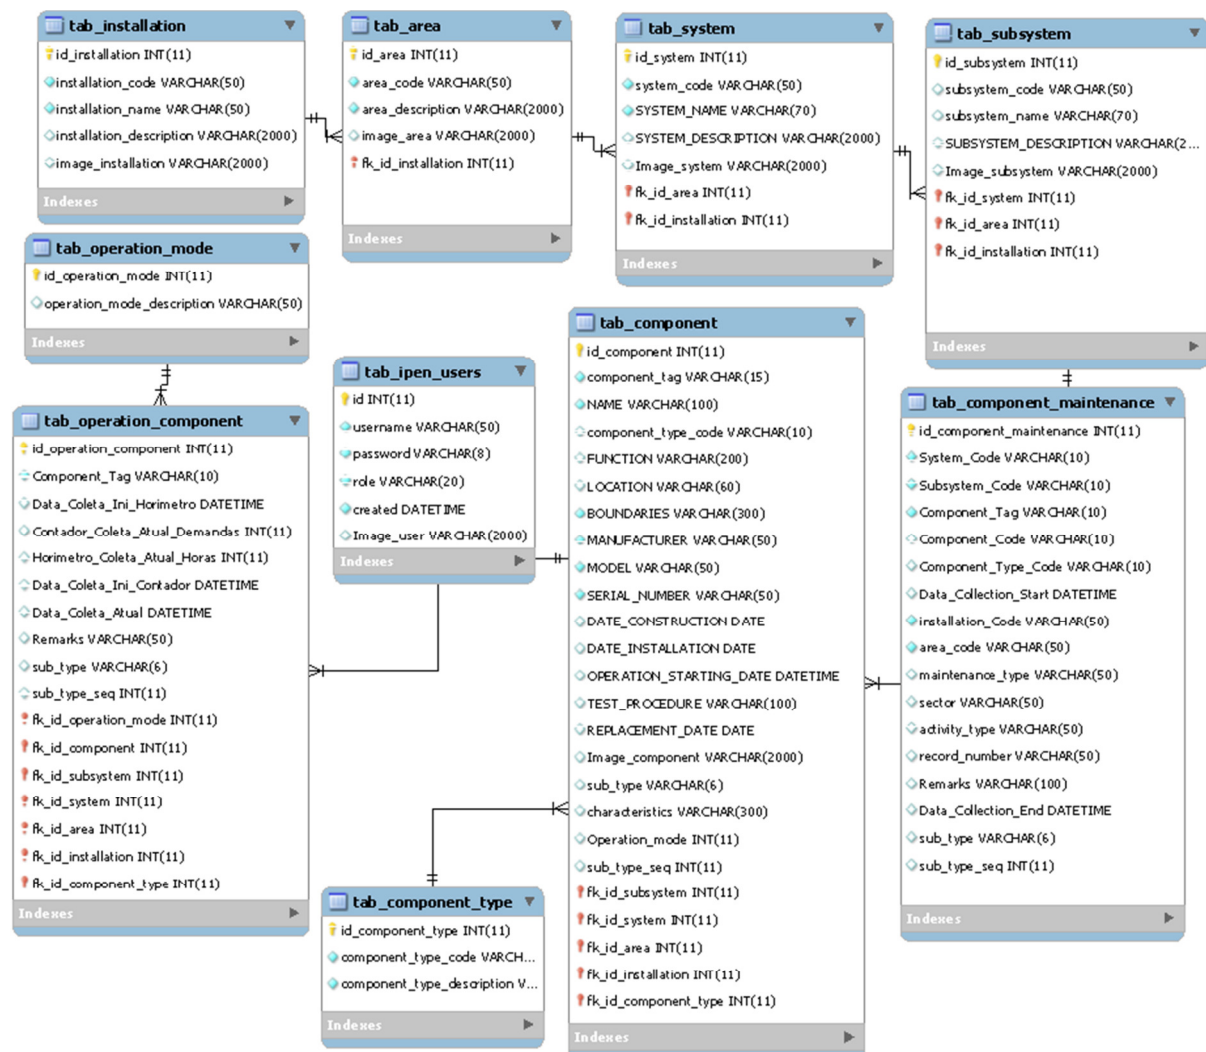 tab_installation
id_installation INT(11)
installation_code VARCHAR(50)
installation_name VARCHAR(50)
installation_description VARCHAR(2000)
image_installation VARCHAR(2000)
Indexes
tab_area
id_area INT(11)
area_code VARCHAR(50)
area_description VARCHAR(2000)
image_area VARCHAR(2000)
fk_id_installation INT(11)
Indexes
tab_system
id_system INT(11)
system_code VARCHAR(50)
SYSTEM_NAME VARCHAR(70)
SYSTEM_DESCRIPTION VARCHAR(2000)
Image_system VARCHAR(2000)
fk_id_area INT(11)
fk_id_installation INT(11)
Indexes
tab_subsystem
id_subsystem INT(11)
subsystem_code VARCHAR(50)
subsystem_name VARCHAR(70)
SUBSYSTEM_DESCRIPTION VARCHAR(2...
Image_subsystem VARCHAR(2000)
fk_id_system INT(11)
fk_id_area INT(11)
fk_id_installation INT(11)
Indexes
tab_operation_mode
id_operation_mode INT(11)
operation_mode_description VARCHAR(50)
Indexes
tab_operation_component
id_operation_component INT(11)
Component_Tag VARCHAR(10)
Data_Coleta_Ini_Horimetro DATETIME
Contador_Coleta_Atual_Demandas INT(11)
Horimetro_Coleta_Atual_Horas INT(11)
Data_Coleta_Ini_Contador DATETIME
Data_Coleta_Atual DATETIME
Remarks VARCHAR(50)
sub_type VARCHAR(6)
sub_type_seq INT(11)
fk_id_operation_mode INT(11)
fk_id_component INT(11)
fk_id_subsystem INT(11)
fk_id_system INT(11)
fk_id_area INT(11)
fk_id_installation INT(11)
fk_id_component_type INT(11)
Indexes
tab_ipen_users
id INT(11)
username VARCHAR(50)
password VARCHAR(8)
role VARCHAR(20)
created DATETIME
Image_user VARCHAR(2000)
Indexes
tab_component_type
id_component_type INT(11)
component_type_code VARCH...
component_type_description V...
Indexes
tab_component
id_component INT(11)
component_tag VARCHAR(15)
NAME VARCHAR(100)
component_type_code VARCHAR(10)
FUNCTION VARCHAR(200)
LOCATION VARCHAR(60)
BOUNDARIES VARCHAR(300)
MANUFACTURER VARCHAR(50)
MODEL VARCHAR(50)
SERIAL_NUMBER VARCHAR(50)
DATE_CONSTRUCTION DATE
DATE_INSTALLATION DATE
OPERATION_STARTING_DATE DATETIME
TEST_PROCEDURE VARCHAR(100)
REPLACEMENT_DATE DATE
Image_component VARCHAR(2000)
sub_type VARCHAR(6)
characteristics VARCHAR(300)
Operation_mode INT(11)
sub_type_seq INT(11)
fk_id_subsystem INT(11)
fk_id_system INT(11)
fk_id_area INT(11)
fk_id_installation INT(11)
fk_id_component_type INT(11)
Indexes
tab_component_maintenance
id_component_maintenance INT(11)
System_Code VARCHAR(10)
Subsystem_Code VARCHAR(10)
Component_Tag VARCHAR(10)
Component_Code VARCHAR(10)
Component_Type_Code VARCHAR(10)
Data_Collection_Start DATETIME
installation_Code VARCHAR(50)
area_code VARCHAR(50)
maintenance_type VARCHAR(50)
sector VARCHAR(50)
activity_type VARCHAR(50)
record_number VARCHAR(50)
Remarks VARCHAR(100)
Data_Collection_End DATETIME
sub_type VARCHAR(6)
sub_type_seq INT(11)
Indexes